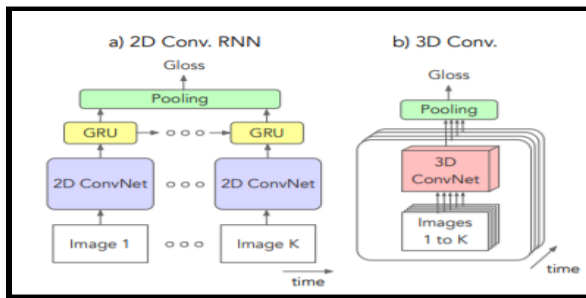 a) 2D Conv. RNN
Gloss
Pooling
GRU GRU
2D ConvNet 2D ConvNet
Image 1 Image K
time
b) 3D Conv.
Gloss
Pooling
3D
ConvNet
Images
1 to K
time